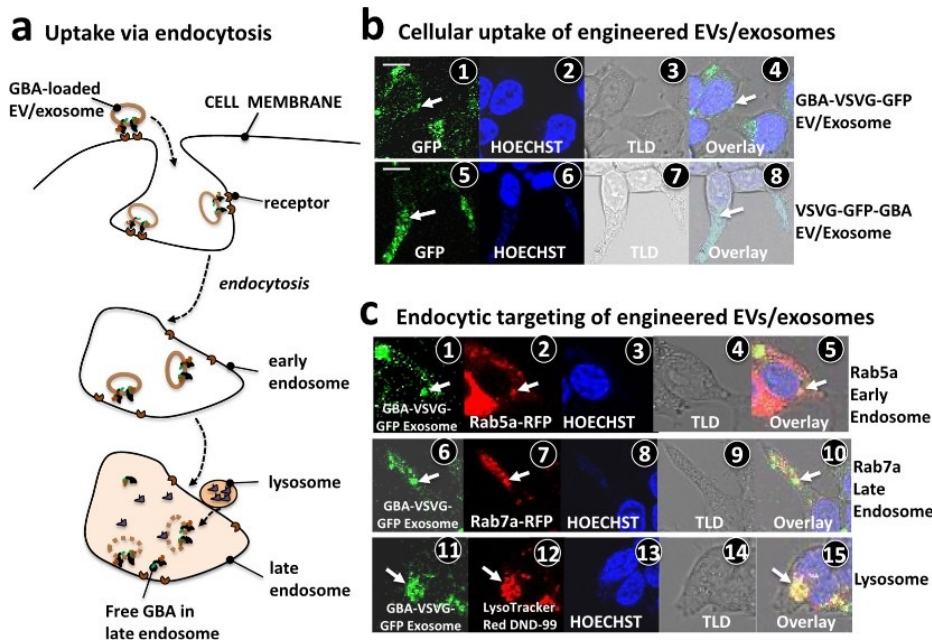 a Uptake via endocytosis
GBA-loaded
EV/exosome
CELL MEMBRANE
receptor
endocytosis
early
endosome
lysosome
late
endosome
Free GBA in
late endosome
b Cellular uptake of engineered EVs/exosomes
1 2 3 4
GFP HOECHST TLD Overlay
GBA-VSVG-GFP
EV/Exosome
5 6 7 8
GFP HOECHST TLD Overlay
VSVG-GFP-GBA
EV/Exosome
c Endocytic targeting of engineered EVs/exosomes
1 2 3 4 5
GBA-VSVG-
GFP Exosome Rab5a-RFP HOECHST TLD Overlay
Rab5a
Early
Endosome
6 7 8 9 10
GBA-VSVG-
GFP Exosome Rab7a-RFP HOECHST TLD Overlay
Rab7a
Late
Endosome
11 12 13 14 15
GBA-VSVG- LysoTracker
GFP Exosome Red DND-99 HOECHST TLD Overlay
Lysosome